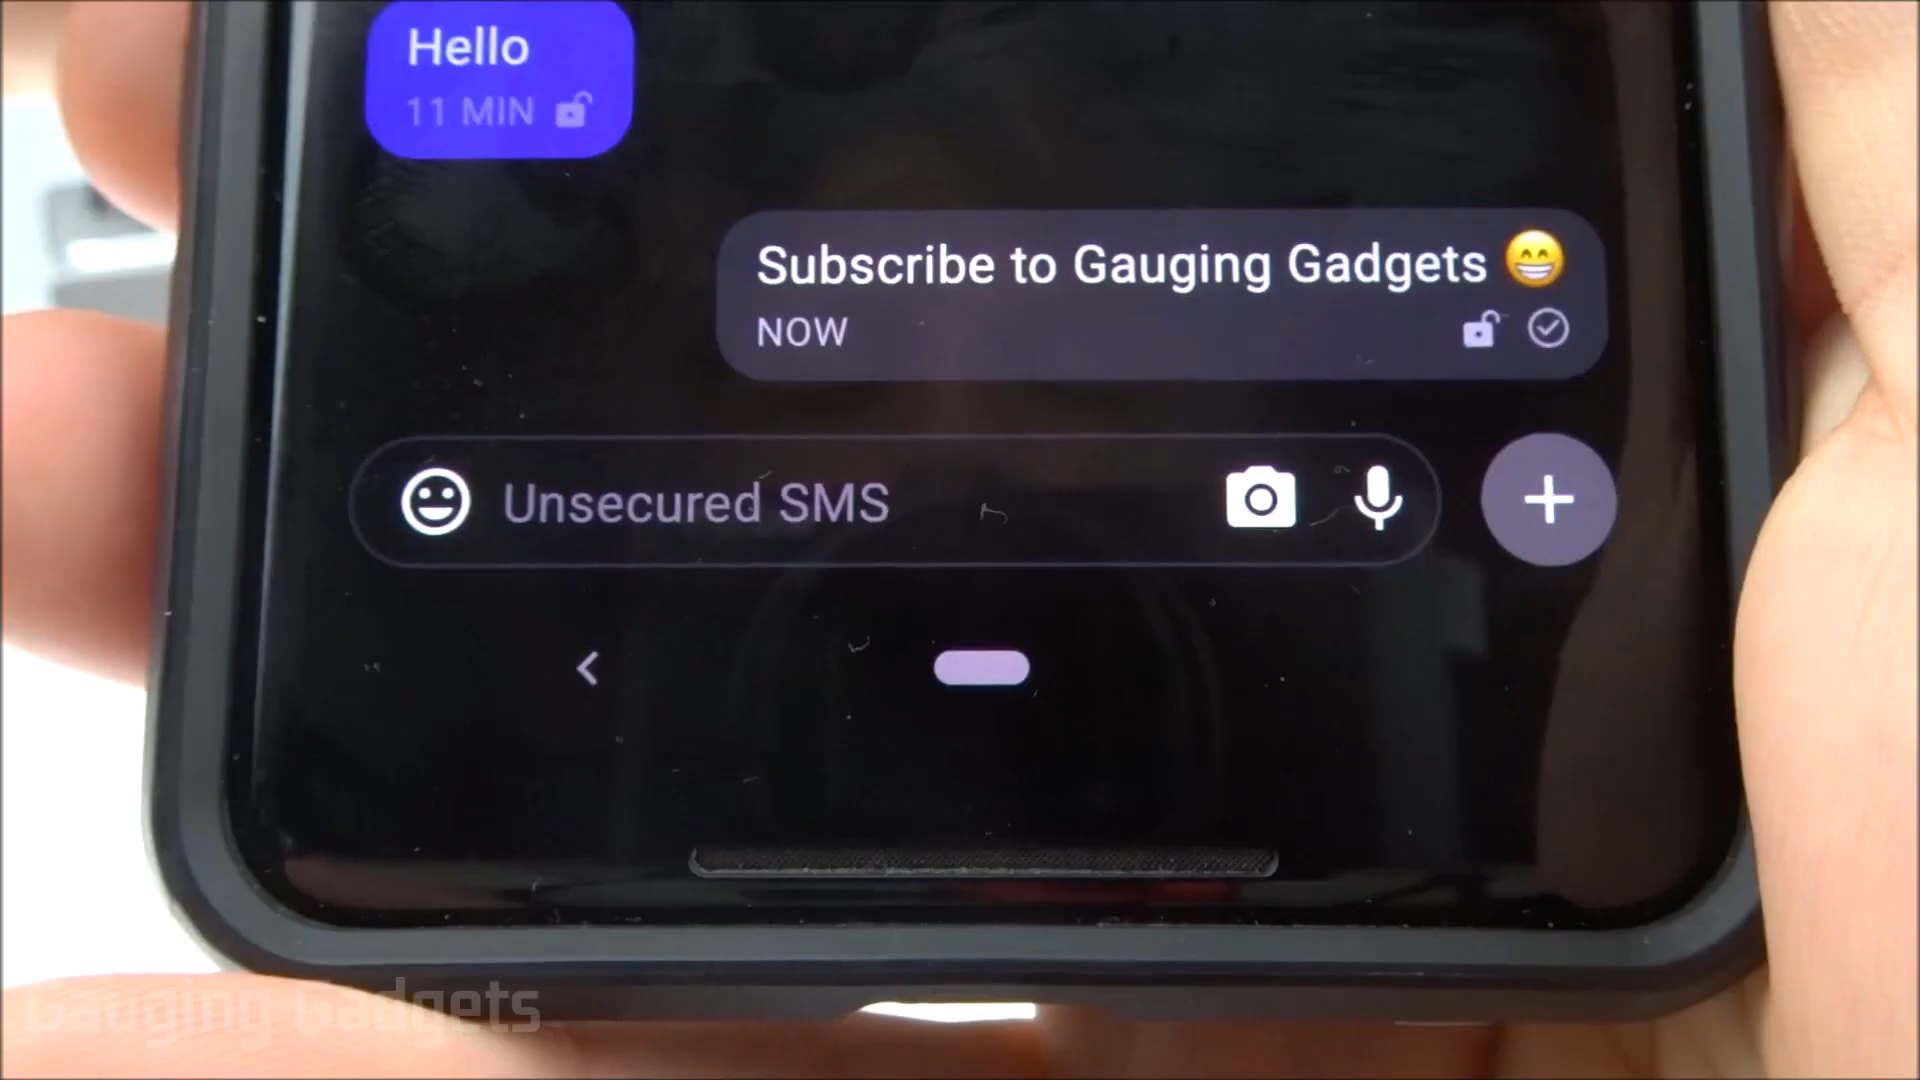 Hello
11 MIN
Subscribe to Gauging Gadgets 😁
NOW
Unsecured SMS
Gauging Gadgets